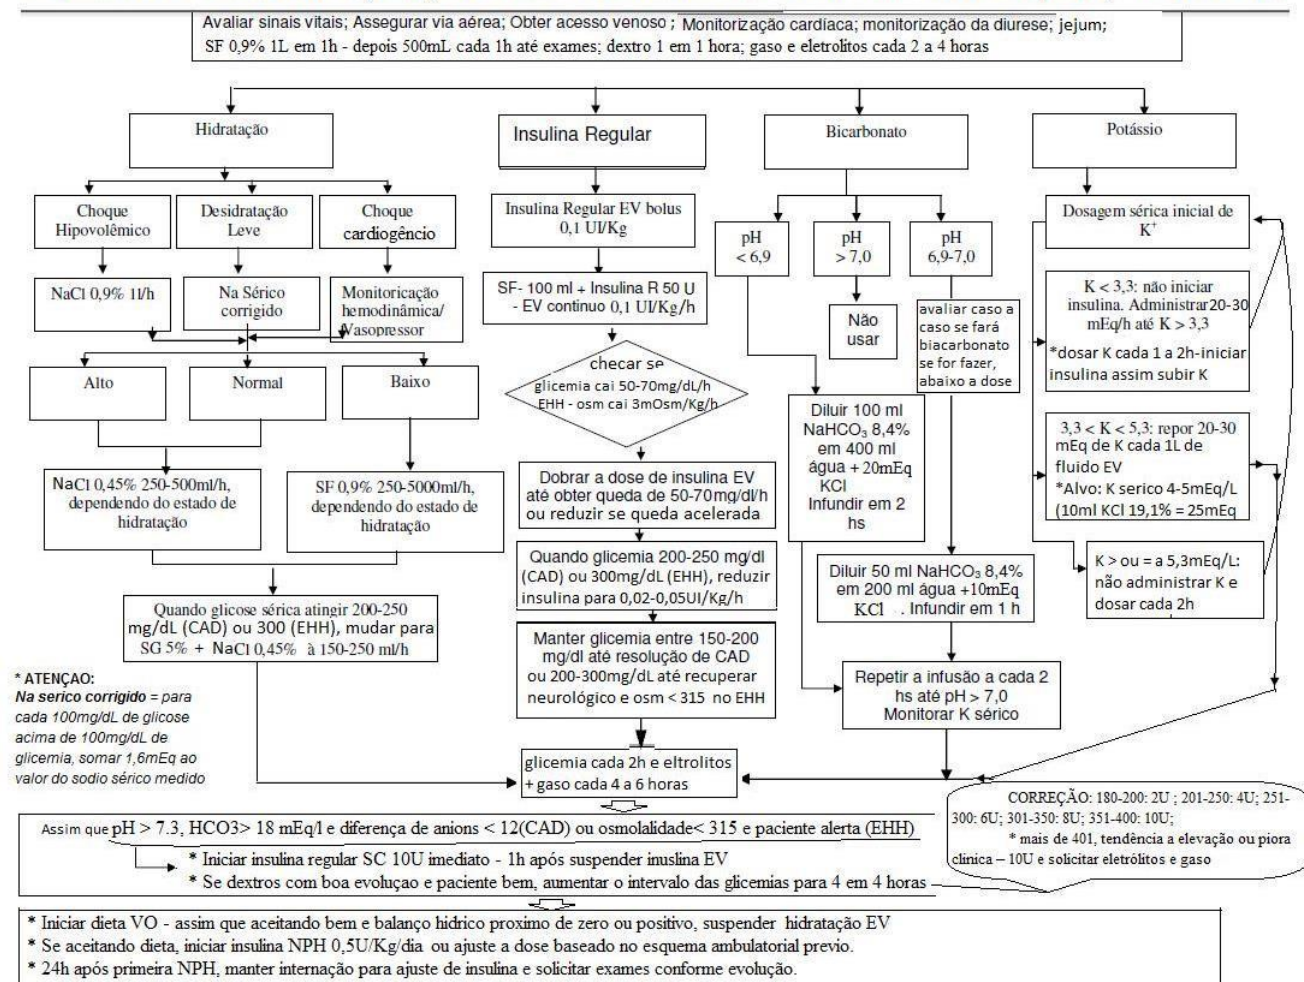 Avaliar sinais vitais; Assegurar via aérea; Obter acesso venoso ; Monitorização cardíaca; monitorização da diurese; jejum;
SF 0,9% 1L em 1h - depois 500mL cada 1h até exames; dextro 1 em 1 hora; gaso e eletrolitos cada 2 a 4 horas
Hidratação
Insulina Regular
Bicarbonato
Potássio
Choque
Hipovolêmico
Desidratação
Leve
Choque
cardiogêncio
NaCl 0,9% 1l/h
Na Sérico
corrigido
Monitoricação
hemodinâmica/
Vasopressor
Alto
Normal
Baixo
NaCl 0,45% 250-500ml/h,
dependendo do estado de
hidratação
SF 0,9% 250-5000ml/h,
dependendo do estado de
hidratação
Quando glicose sérica atingir 200-250
mg/dL (CAD) ou 300 (EHH), mudar para
SG 5% + NaCl 0,45% à 150-250 ml/h
* ATENÇAO:
Na serico corrigido = para
cada 100mg/dL de glicose
acima de 100mg/dL de
glicemia, somar 1,6mEq ao
valor do sodio sérico medido
Insulina Regular EV bolus
0,1 UI/Kg
SF- 100 ml + Insulina R 50 U
- EV continuo 0,1 UI/Kg/h
checar se
glicemia cai 50-70mg/dL/h
EHH - osm cai 3mOsm/Kg/h
Dobrar a dose de insulina EV
até obter queda de 50-70mg/dl/h
ou reduzir se queda acelerada
Quando glicemia 200-250 mg/dl
(CAD) ou 300mg/dL (EHH), reduzir
insulina para 0,02-0,05UI/Kg/h
Manter glicemia entre 150-200
mg/dl até resolução de CAD
ou 200-300mg/dL até recuperar
neurológico e osm < 315 no EHH
glicemia cada 2h e eltrolitos
+ gaso cada 4 a 6 horas
pH
< 6,9
pH
> 7,0
pH
6,9-7,0
Não
usar
avaliar caso a
caso se fará
biacarbonato
se for fazer,
abaixo a dose
Diluir 100 ml
NaHCO₃ 8,4%
em 400 ml
água + 20mEq
KCl
Infundir em 2
hs
Diluir 50 ml NaHCO₃ 8,4%
em 200 ml água +10mEq
KCl . Infundir em 1 h
Repetir a infusão a cada 2
hs até pH > 7,0
Monitorar K sérico
Dosagem sérica inicial de
K⁺
K < 3,3: não iniciar
insulina. Administrar 20-30
mEq/h até K > 3,3
*dosar K cada 1 a 2h-iniciar
insulina assim subir K
3,3 < K < 5,3: repor 20-30
mEq de K cada 1L de
fluido EV
*Alvo: K serico 4-5mEq/L
(10ml KCl 19,1% = 25mEq
K > ou = a 5,3mEq/L:
não administrar K e
dosar cada 2h
CORREÇÃO: 180-200: 2U ; 201-250: 4U; 251-
300: 6U; 301-350: 8U; 351-400: 10U;
* mais de 401, tendência a elevação ou piora
clinica – 10U e solicitar eletrólitos e gaso
Assim que pH > 7.3, HCO3> 18 mEq/l e diferença de anions < 12(CAD) ou osmolalidade< 315 e paciente alerta (EHH)
* Iniciar insulina regular SC 10U imediato - 1h após suspender inuslina EV
* Se dextros com boa evoluçao e paciente bem, aumentar o intervalo das glicemias para 4 em 4 horas
* Iniciar dieta VO - assim que aceitando bem e balanço hidrico proximo de zero ou positivo, suspender hidratação EV
* Se aceitando dieta, iniciar insulina NPH 0,5U/Kg/dia ou ajuste a dose baseado no esquema ambulatorial previo.
* 24h após primeira NPH, manter internação para ajuste de insulina e solicitar exames conforme evolução.